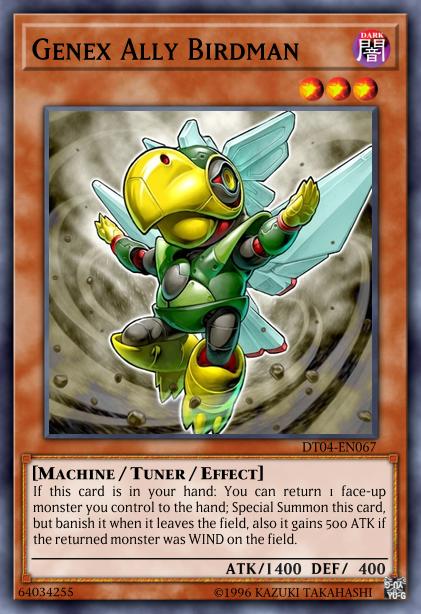 GENEX ALLY BIRDMAN
DARK
闇
DT04-EN067
[MACHINE / TUNER / EFFECT]
If this card is in your hand: You can return 1 face-up
monster you control to the hand; Special Summon this card,
but banish it when it leaves the field, also it gains 500 ATK if
the returned monster was WIND on the field.
ATK/1400 DEF/ 400
64034255
©1996 KAZUKI TAKAHASHI